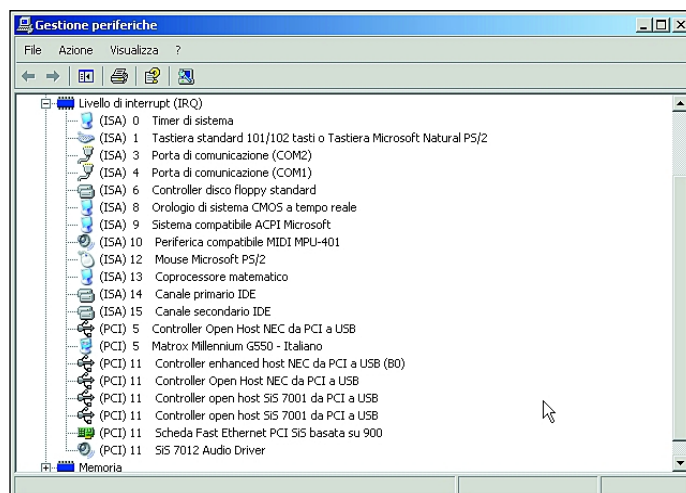 Gestione periferiche
File Azione Visualizza ?
Livello di interrupt (IRQ)
(ISA) 0 Timer di sistema
(ISA) 1 Tastiera standard 101/102 tasti o Tastiera Microsoft Natural PS/2
(ISA) 3 Porta di comunicazione (COM2)
(ISA) 4 Porta di comunicazione (COM1)
(ISA) 6 Controller disco floppy standard
(ISA) 8 Orologio di sistema CMOS a tempo reale
(ISA) 9 Sistema compatibile ACPI Microsoft
(ISA) 10 Periferica compatibile MIDI MPU-401
(ISA) 12 Mouse Microsoft PS/2
(ISA) 13 Coprocessore matematico
(ISA) 14 Canale primario IDE
(ISA) 15 Canale secondario IDE
(PCI) 5 Controller Open Host NEC da PCI a USB
(PCI) 5 Matrox Millennium G550 - Italiano
(PCI) 11 Controller enhanced host NEC da PCI a USB (B0)
(PCI) 11 Controller Open Host NEC da PCI a USB
(PCI) 11 Controller open host SiS 7001 da PCI a USB
(PCI) 11 Controller open host SiS 7001 da PCI a USB
(PCI) 11 Scheda Fast Ethernet PCI SiS basata su 900
(PCI) 11 SiS 7012 Audio Driver
Memoria